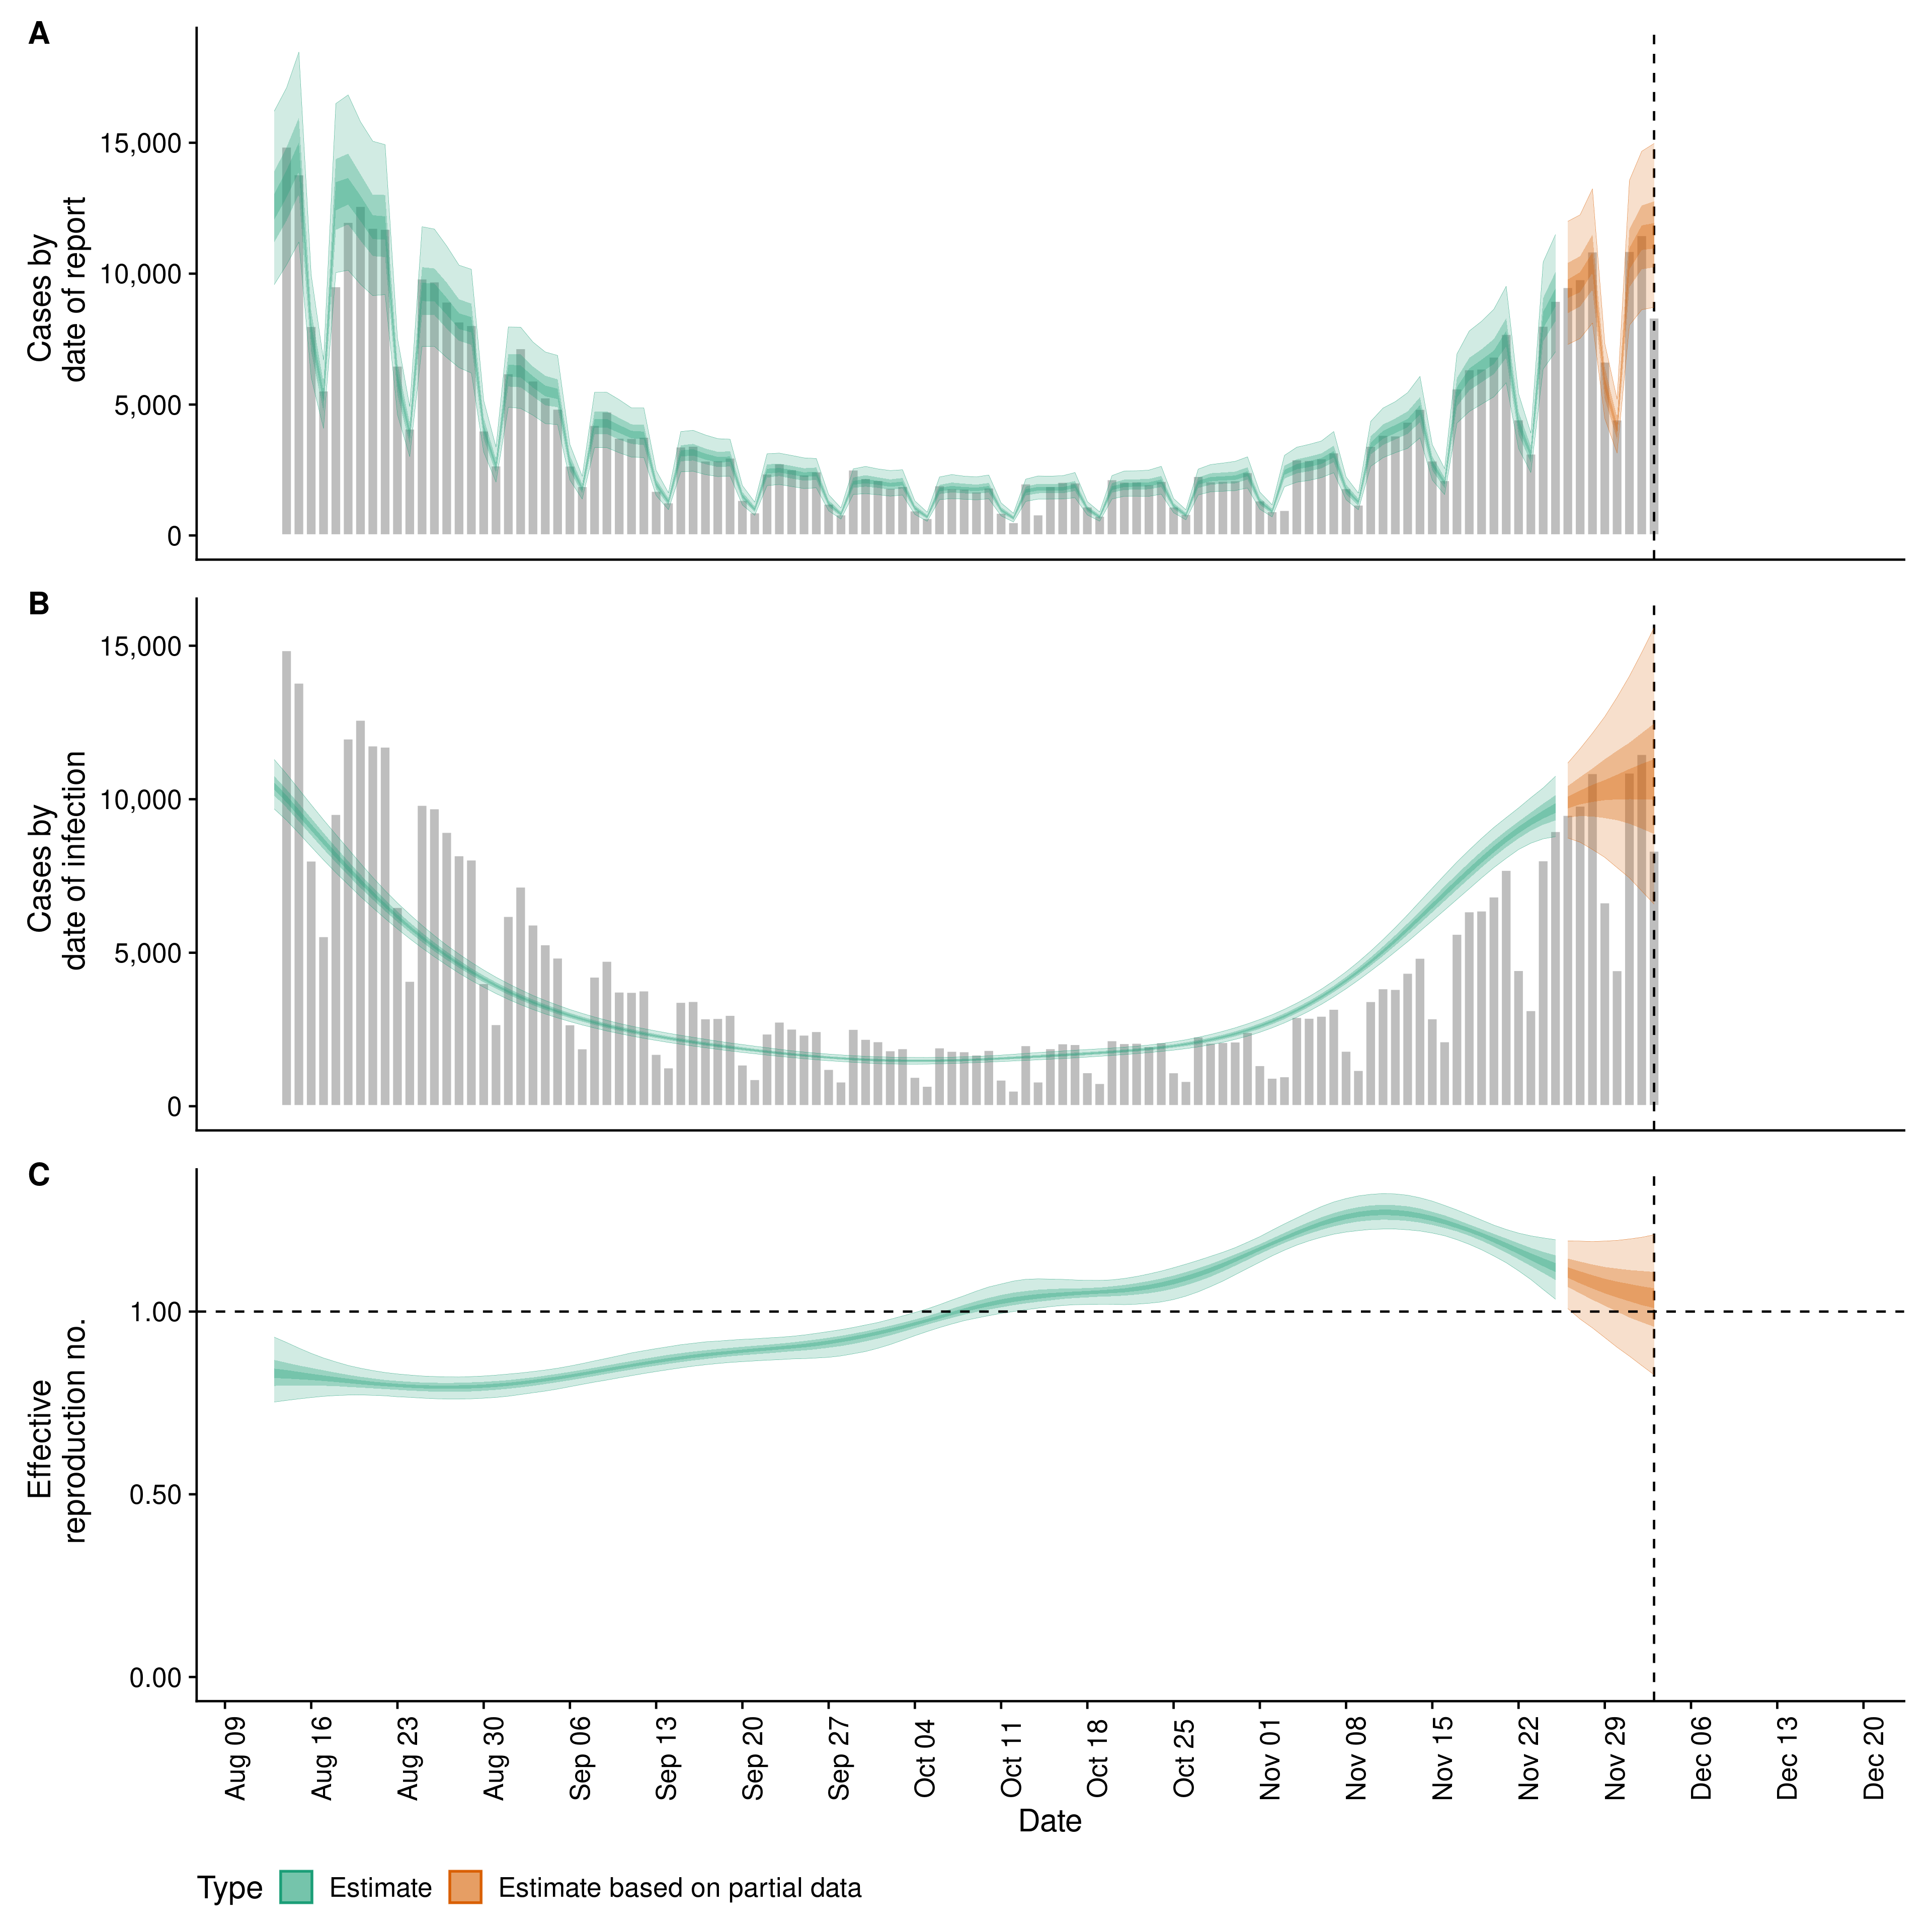 A
Cases by
date of report
15,000
10,000
5,000
0
B
Cases by
date of infection
15,000
10,000
5,000
0
C
Effective
reproduction no.
1.00
0.50
0.00
Aug 09
Aug 16
Aug 23
Aug 30
Sep 06
Sep 13
Sep 20
Sep 27
Oct 04
Oct 11
Oct 18
Oct 25
Nov 01
Nov 08
Nov 15
Nov 22
Nov 29
Dec 06
Dec 13
Dec 20
Date
Type Estimate Estimate based on partial data